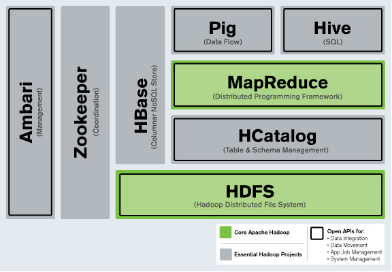 Ambari
(Management)
Zookeeper
(Coordination)
HBase
(Columnar NoSQL Store)
Pig
(Data Flow)
Hive
(SQL)
MapReduce
(Distributed Programming Framework)
HCatalog
(Table & Schema Management)
HDFS
(Hadoop Distributed File System)
Core Apache Hadoop
Essential Hadoop Projects
Open APIs for:
• Data Integration
• Data Movement
• App Job Management
• System Management